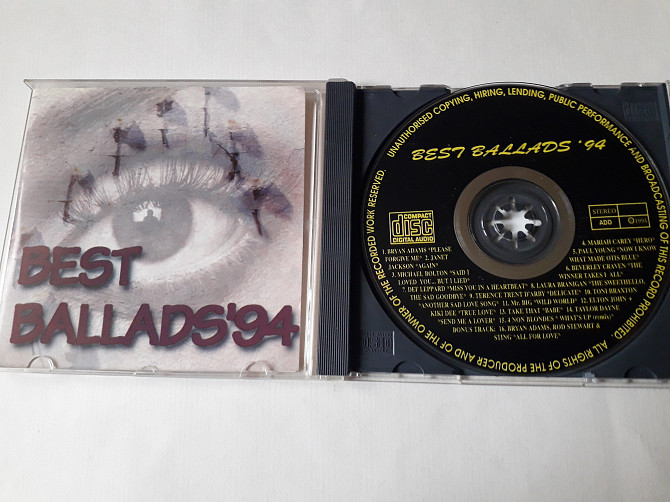 BEST
BALLADS'94
UNAUTHORISED COPYING, HIRING, LENDING, PUBLIC PERFORMANCE AND BROADCASTING OF THIS RECORD PROHIBITED. ALL RIGHTS OF THE PRODUCER AND OF THE OWNER OF THE RECORDED WORK RESERVED.
BEST BALLADS '94
COMPACT
disc
DIGITAL AUDIO
STEREO
ADD
1994
1. BRYAN ADAMS "PLEASE
FORGIVE ME" 2. JANET
JACKSON "AGAIN"
3. MICHAEL BOLTON "SAID I
LOVED YOU... BUT I LIED"
4. MARIAH CAREY "HERO"
5. PAUL YOUNG "NOW I KNOW
WHAT MADE OTIS BLUE"
6. BEVERLEY CRAVEN "THE
WINNER TAKES IT ALL"
7. DEF LEPPARD "MISS YOU IN A HEARTBEAT" 8. LAURA BRANIGAN "THE SWEET HELLO,
THE SAD GOODBYE" 9. TERENCE TRENT D'ARBY "DELICATE" 10. TONI BRAXTON
"ANOTHER SAD LOVE SONG" 11. Mr. BIG "WILD WORLD" 12. ELTON JOHN +
KIKI DEE "TRUE LOVE" 13. TAKE THAT "BABE" 14. TAYLOR DAYNE
"SEND ME A LOVER" 15. 4 NON BLONDES "WHAT'S UP (remix)"
BONUS TRACK: 16. BRYAN ADAMS, ROD STEWART &
STING "ALL FOR LOVE"